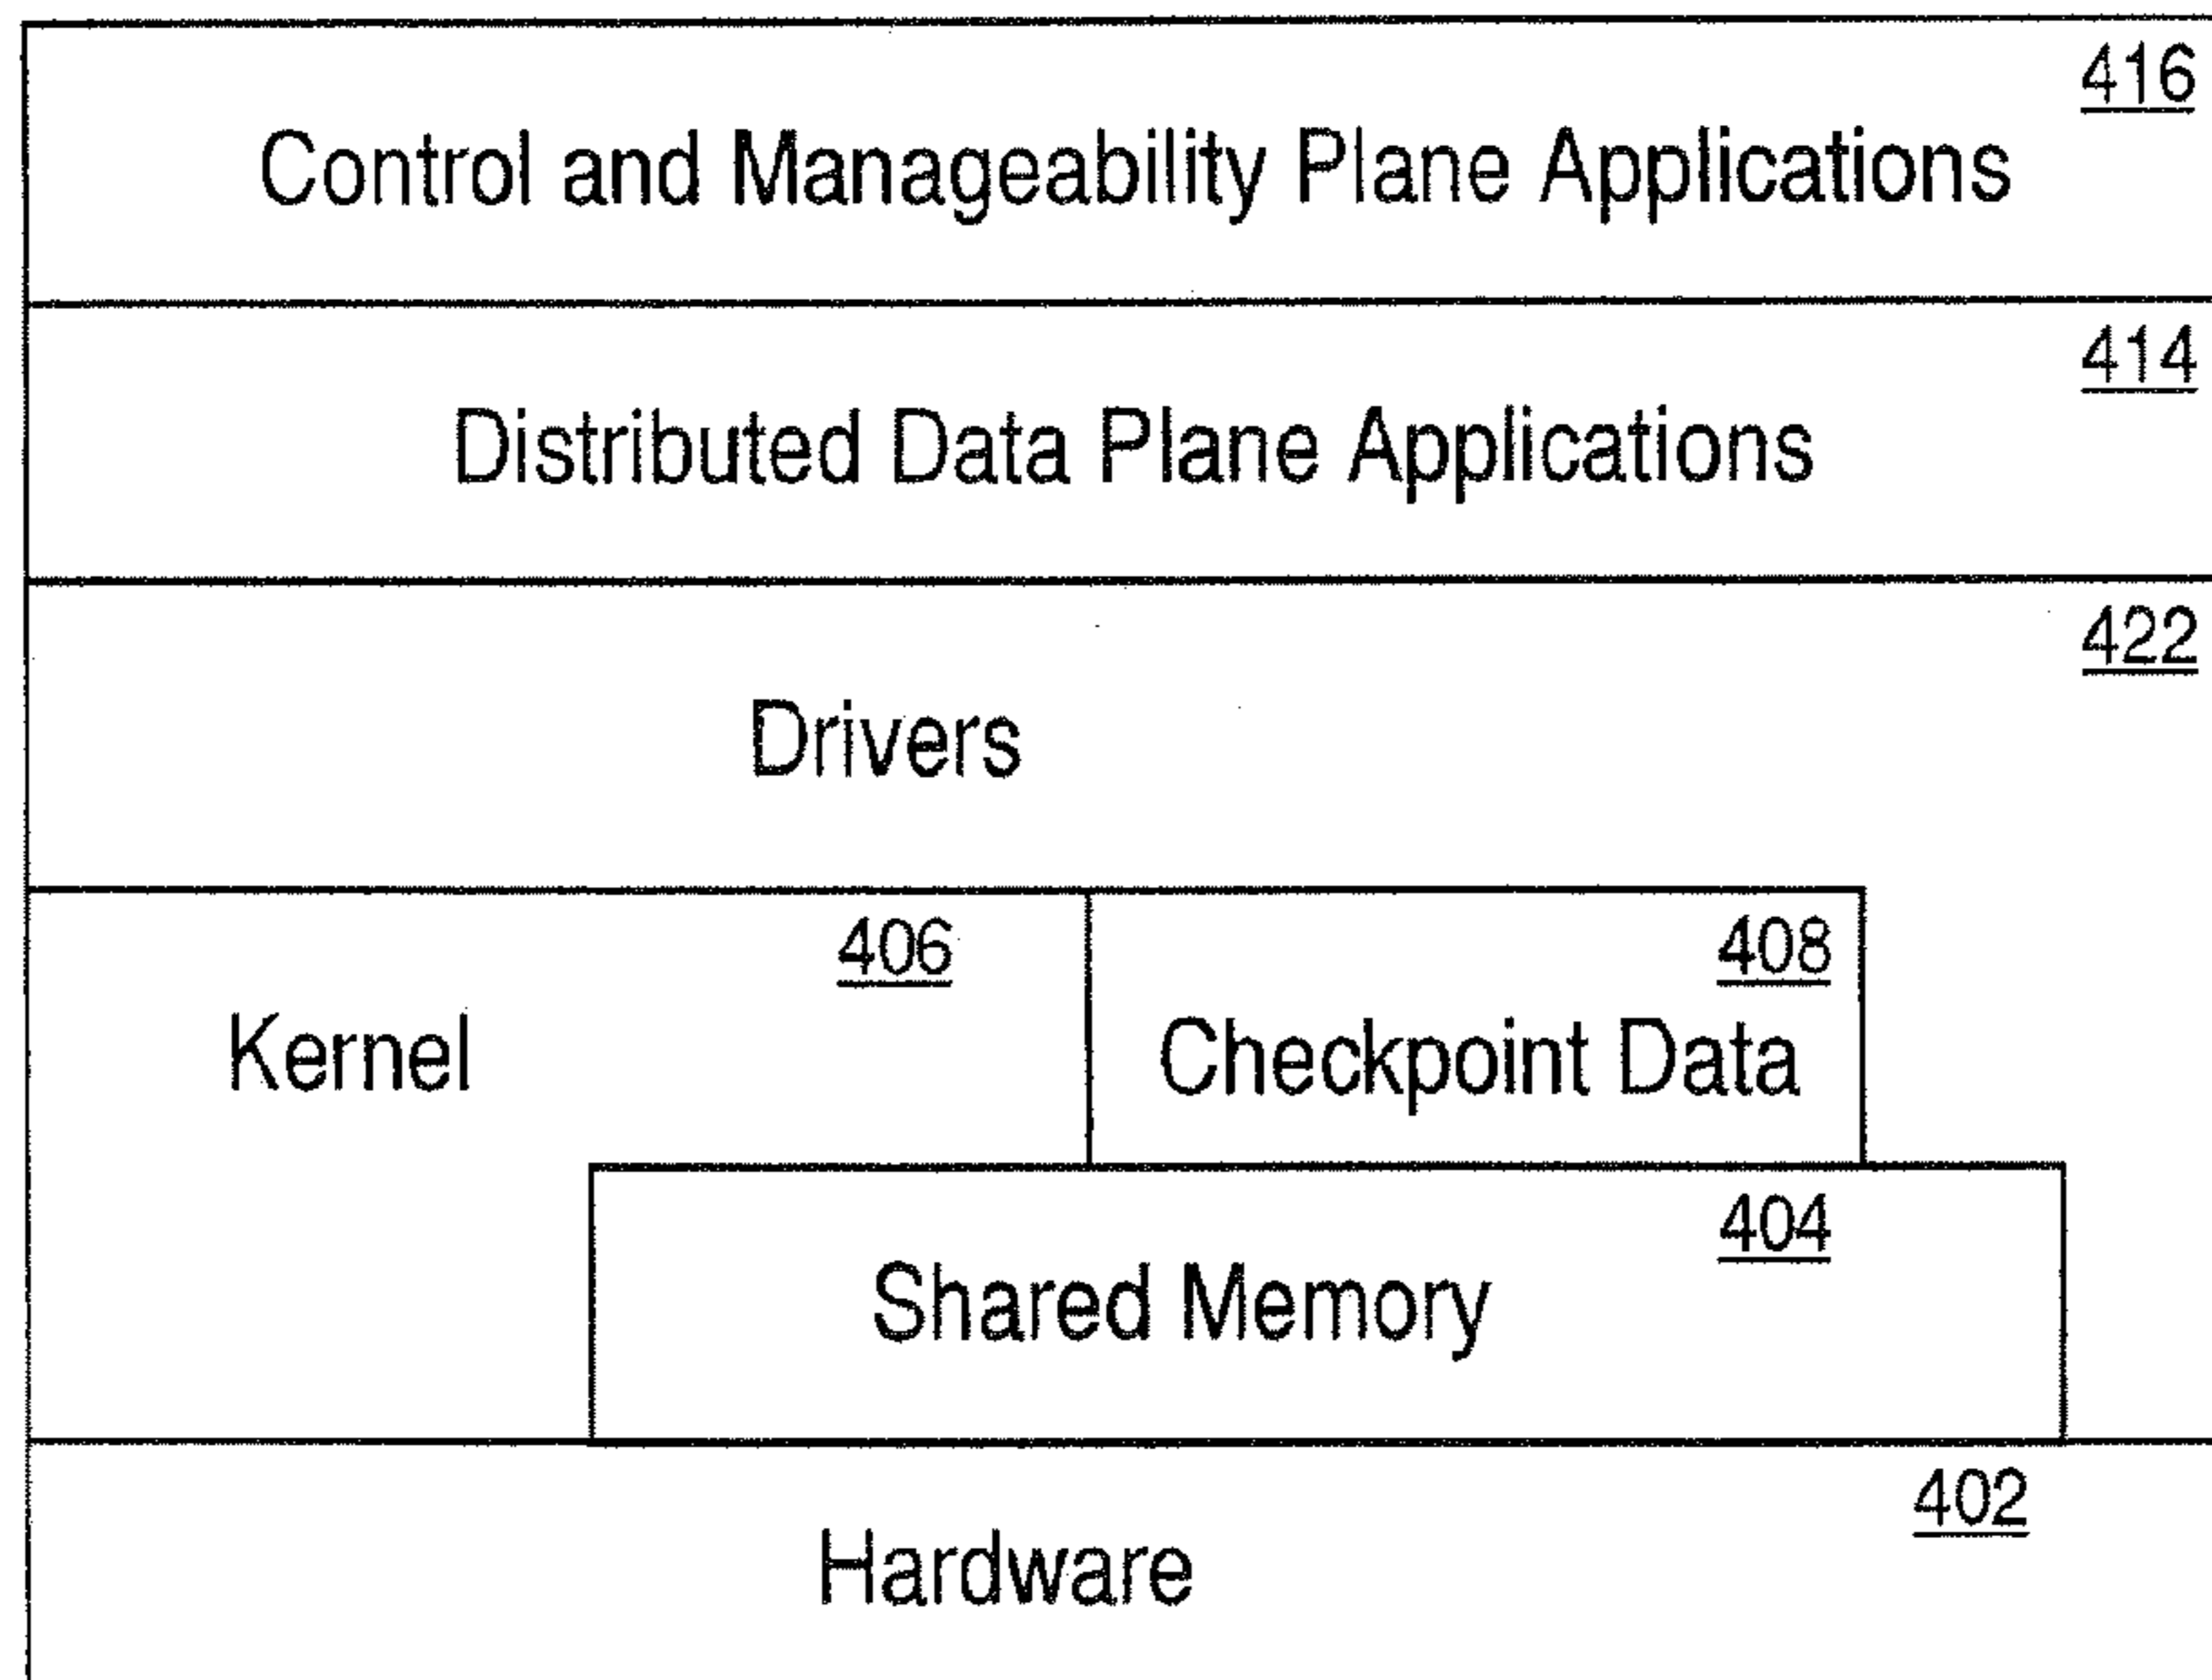 416
Control and Manageability Plane Applications
414
Distributed Data Plane Applications
422
Drivers
406
408
Kernel
Checkpoint Data
404
Shared Memory
402
Hardware